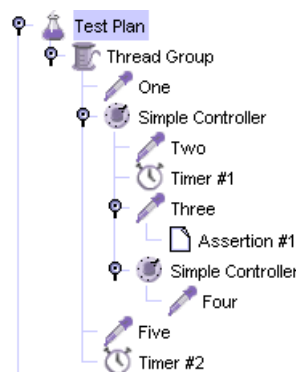 Test Plan
Thread Group
One
Simple Controller
Two
Timer #1
Three
Assertion #1
Simple Controller
Four
Five
Timer #2